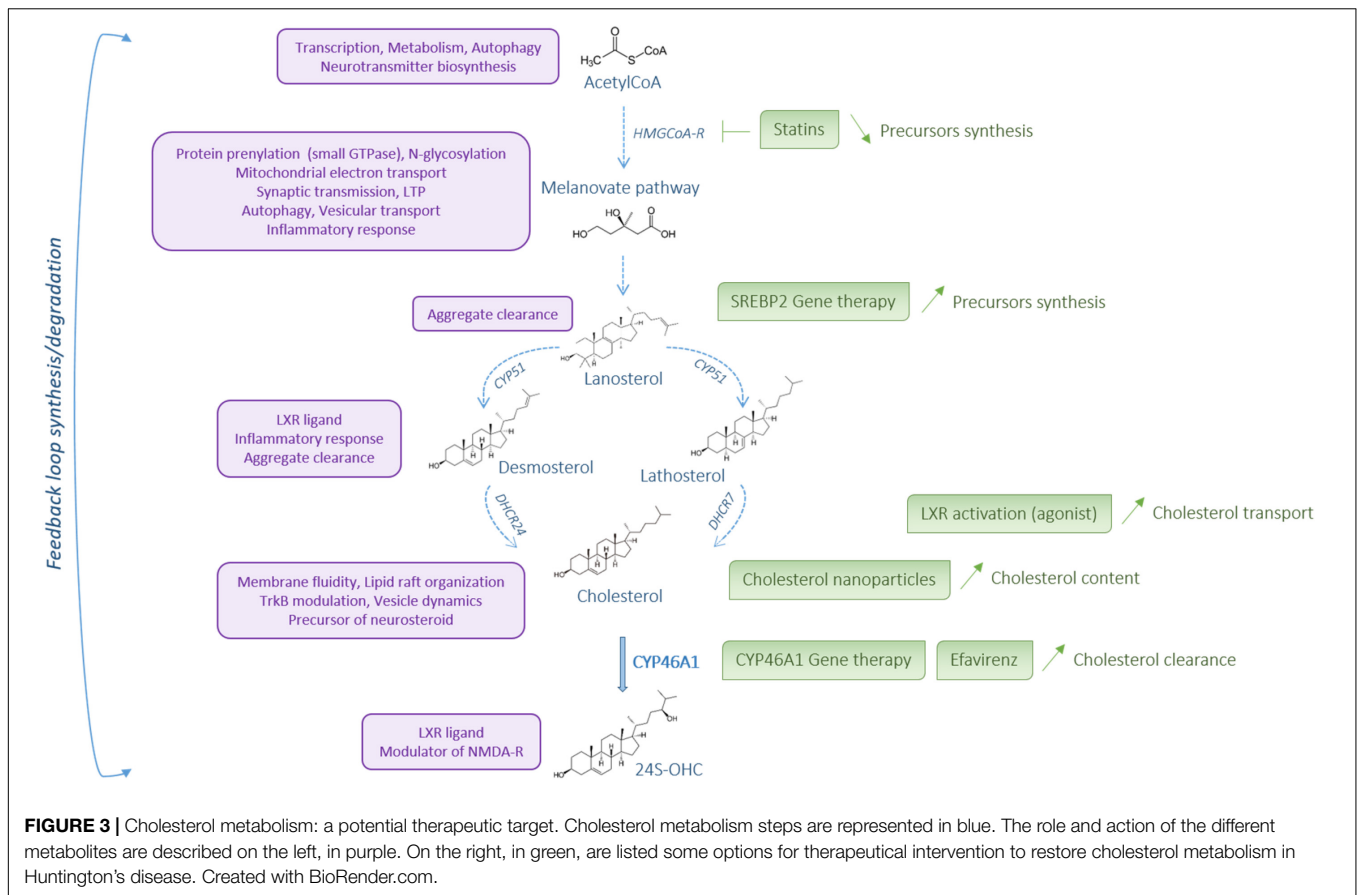 Feedback loop synthesis/degradation
Transcription, Metabolism, Autophagy
Neurotransmitter biosynthesis
O
H₃C
S
CoA
AcetylCoA
HMGCoA-R
Statins
Precursors synthesis
Protein prenylation (small GTPase), N-glycosylation
Mitochondrial electron transport
Synaptic transmission, LTP
Autophagy, Vesicular transport
Inflammatory response
Melanovate pathway
HO
O
HO
OH
SREBP2 Gene therapy
Precursors synthesis
Aggregate clearance
H
HO
H
Lanosterol
CYP51
CYP51
LXR ligand
Inflammatory response
Aggregate clearance
H
H
H
H
HO
Desmosterol
H
H
H
HO
H
Lathosterol
DHCR24
DHCR7
LXR activation (agonist)
Cholesterol transport
Membrane fluidity, Lipid raft organization
TrkB modulation, Vesicle dynamics
Precursor of neurosteroid
H
H
H
H
HO
Cholesterol
Cholesterol nanoparticles
Cholesterol content
CYP46A1
CYP46A1 Gene therapy
Efavirenz
Cholesterol clearance
LXR ligand
Modulator of NMDA-R
OH
H
H
H
H
HO
24S-OHC
FIGURE 3 | Cholesterol metabolism: a potential therapeutic target. Cholesterol metabolism steps are represented in blue. The role and action of the different
metabolites are described on the left, in purple. On the right, in green, are listed some options for therapeutical intervention to restore cholesterol metabolism in
Huntington's disease. Created with BioRender.com.